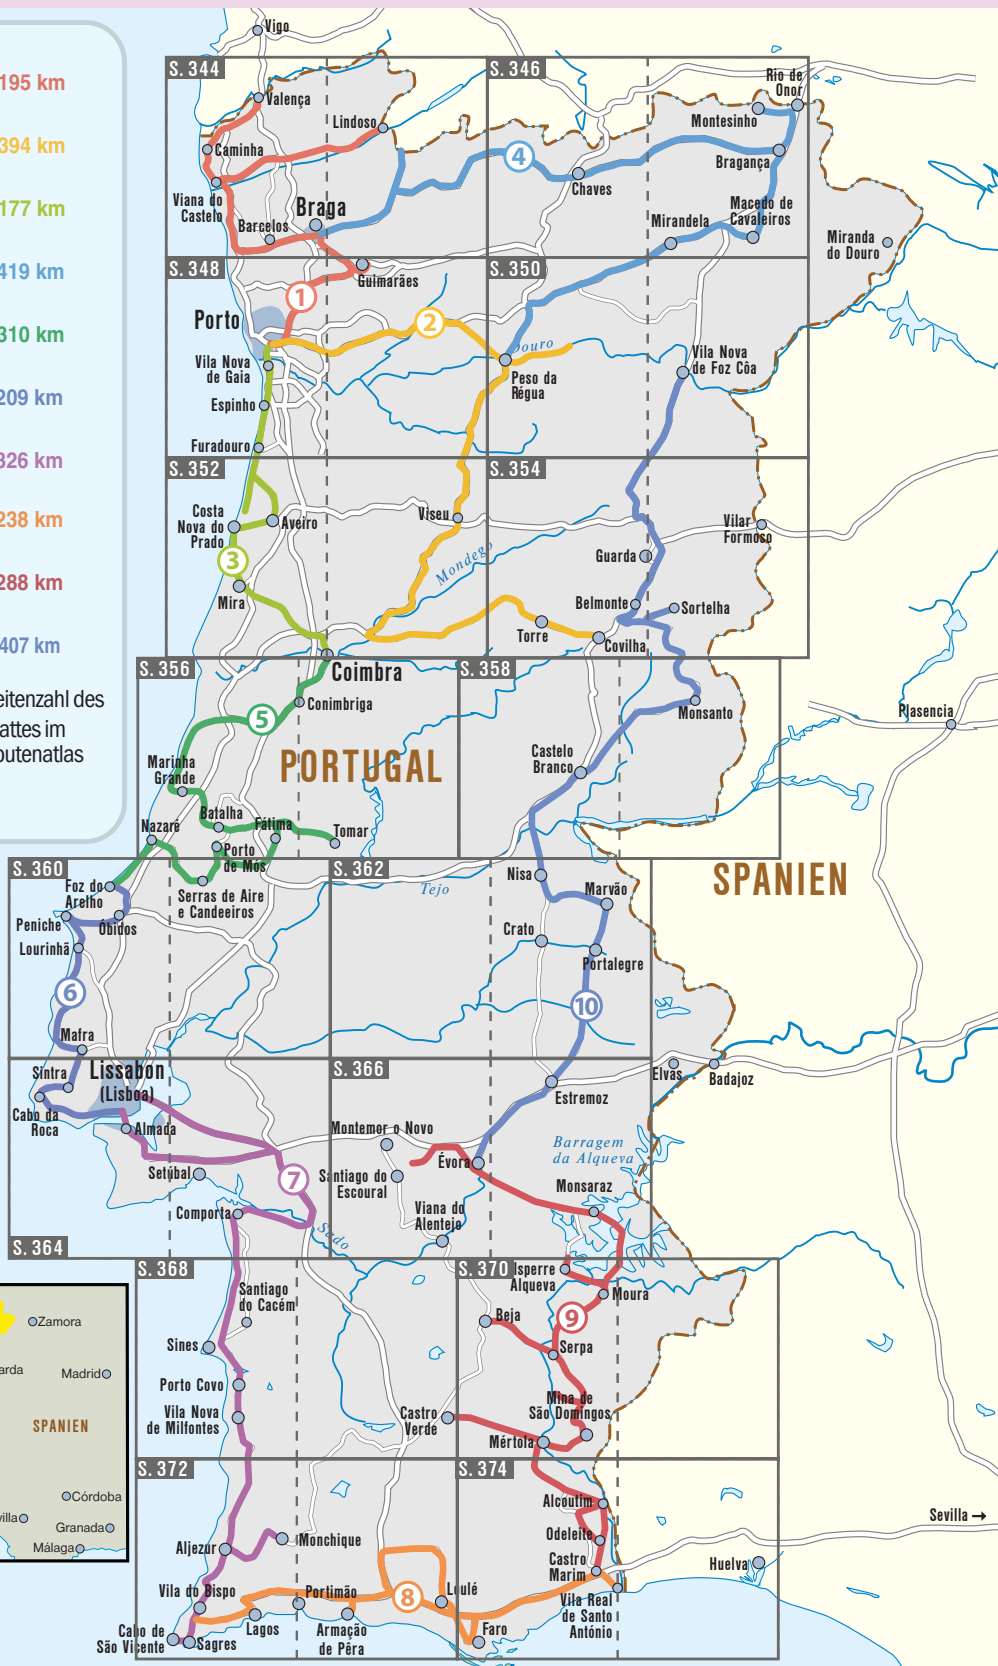 195 km
394 km
177 km
419 km
310 km
209 km
326 km
238 km
288 km
407 km
eitenzahl des
attes im
outenatlas
Vigo
S. 344
S. 346
Rio de
Onor
Valença
Lindoso
Montesinho
Caminha
4
Bragança
Chaves
Viana do
Castelo
Braga
Barcelos
Macedo de
Cavaleiros
Mirandela
Miranda
do Douro
S. 348
S. 350
Guimarães
1
Porto
2
Douro
Vila Nova
de Gaia
Vila Nova
de Foz Côa
Peso da
Régua
Espinho
Furadouro
S. 352
S. 354
Costa
Nova do
Prado
Aveiro
Viseu
Vilar
Formoso
3
Mondego
Guarda
Mira
Belmonte
Sortelha
Torre
Covilha
S. 356
S. 358
Coimbra
Conimbriga
5
Monsanto
Plasencia
PORTUGAL
Marinha
Grande
Castelo
Branco
Batalha
Nazaré
Fátima
Tomar
Porto
de Mós
S. 360
S. 362
SPANIEN
Foz do
Arelho
Serras de Aire
e Candeeiros
Tejo
Nisa
Marvão
Peniche
Óbidos
Lourinhã
Crato
Portalegre
6
10
Mafra
Sintra
Lissabon
(Lisboa)
S. 366
Elvas
Badajoz
Cabo da
Roca
Almada
Estremoz
Montemor o Novo
Barragem
da Alqueva
Évora
Setúbal
7
Santiago do
Escoural
Monsaraz
Comporta
Viana do
Alentejo
Sado
S. 364
S. 368
S. 370
isperre
Alqueva
Santiago
do Cacém
Moura
Beja
9
Zamora
Sines
Serpa
arda
Madrid
Porto Covo
Vila Nova
de Milfontes
Mina de
São Domingos
Castro
Verde
SPANIEN
Mértola
S. 372
S. 374
Córdoba
Alcoutim
villa
Granada
Málaga
Monchique
Odeleite
Sevilla →
Aljezur
Castro
Marim
Huelva
Vila do Bispo
Portimão
8
Loulé
Vila Real
de Santo
António
Cabo de
São Vicente
Sagres
Lagos
Armação
de Pêra
Faro